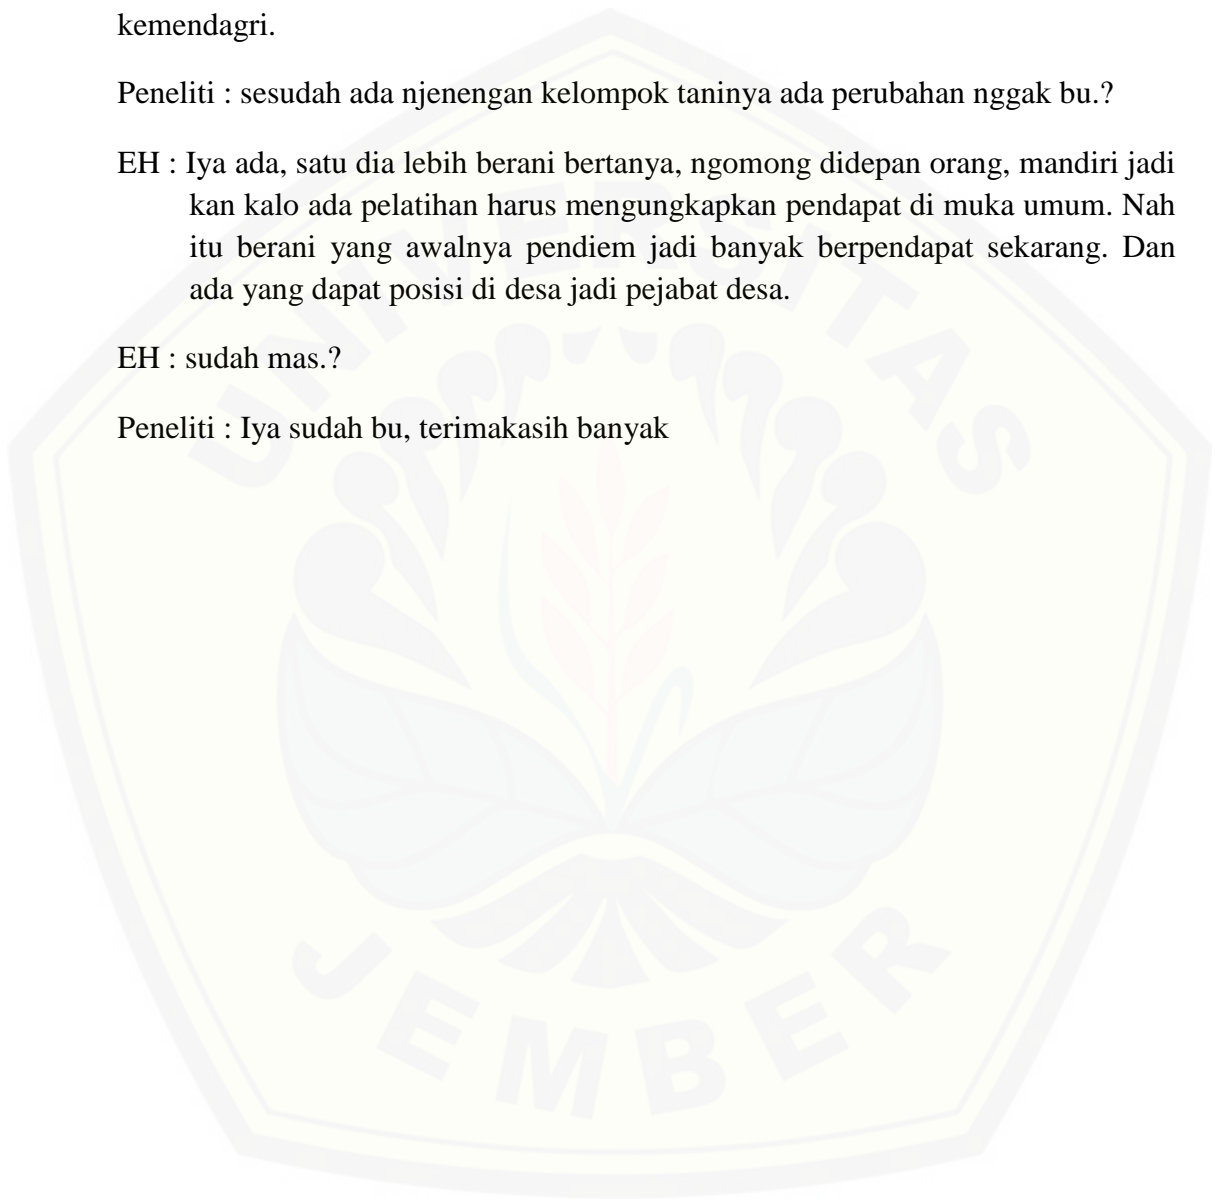 kemendagri.
Peneliti : sesudah ada njenengan kelompok taninya ada perubahan nggak bu.?
EH : Iya ada, satu dia lebih berani bertanya, ngomong didepan orang, mandiri jadi
kan kalo ada pelatihan harus mengungkapkan pendapat di muka umum. Nah
itu berani yang awalnya pendiem jadi banyak berpendapat sekarang. Dan
ada yang dapat posisi di desa jadi pejabat desa.
EH : sudah mas.?
Peneliti : Iya sudah bu, terimakasih banyak
UNIVERSITAS
JEMBER